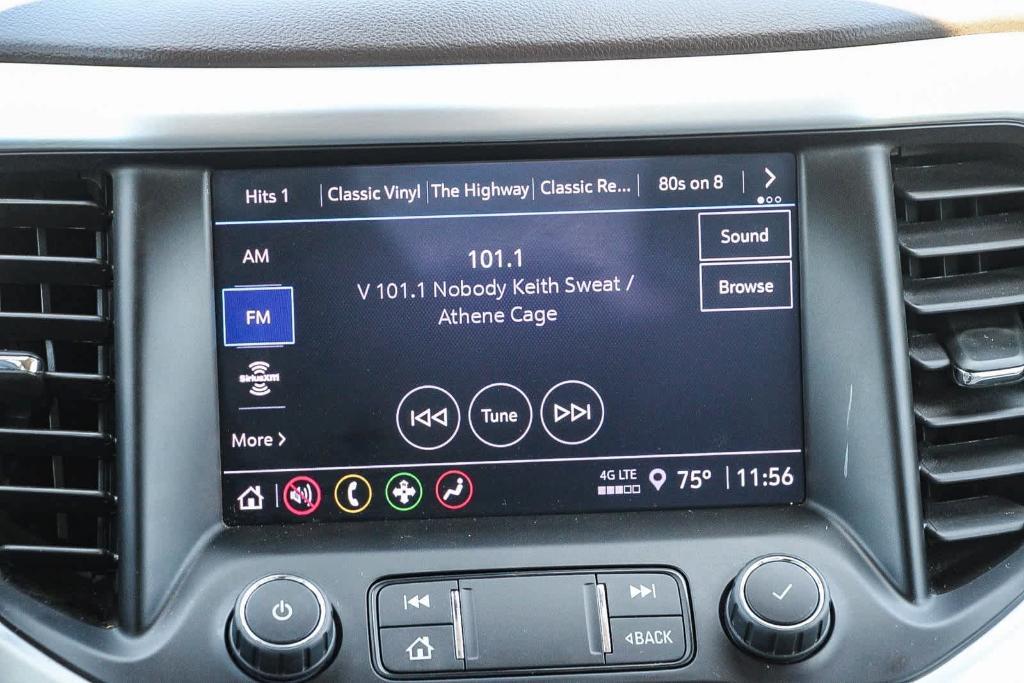 Hits 1 Classic Vinyl The Highway Classic Re... 80s on 8
Sound
AM
101.1
Browse
V 101.1 Nobody Keith Sweat /
FM
Athene Cage
SiriusXM
Tune
More
4G LTE 75° 11:56
BACK